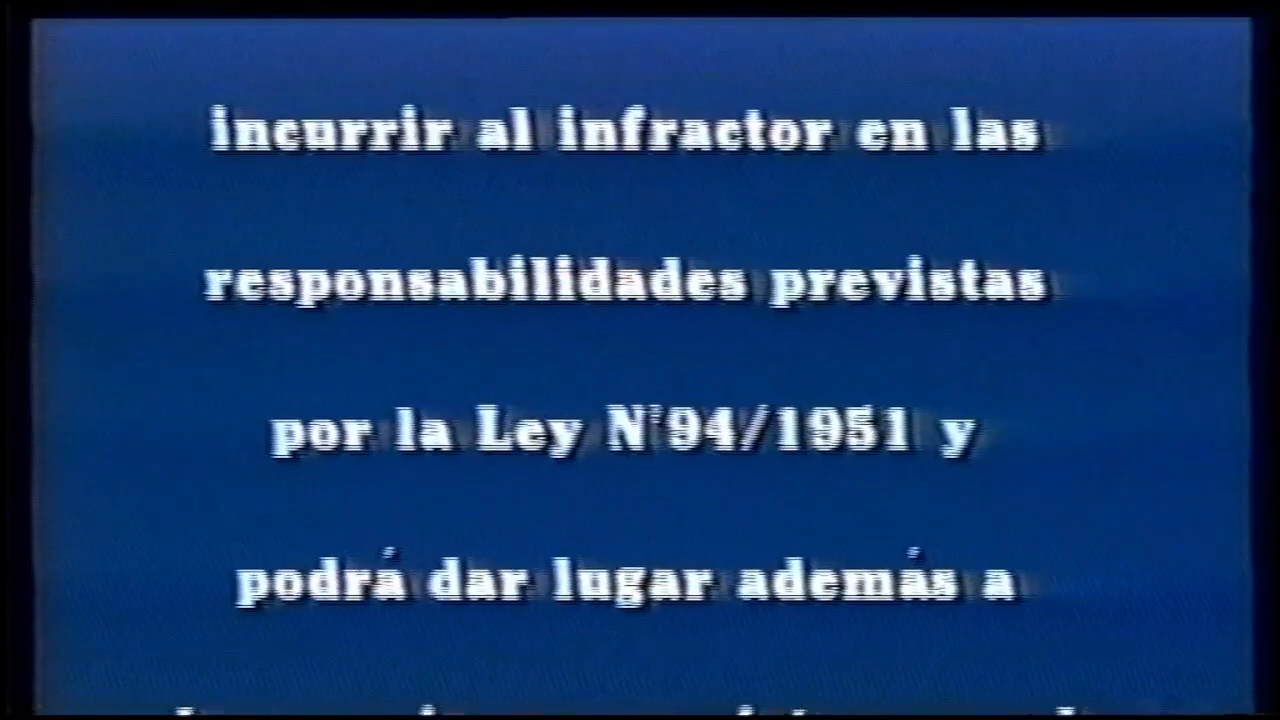 incurrir al infractor en las
responsabilidades previstas
por la Ley N°94/1951 y
podrá dar lugar además a